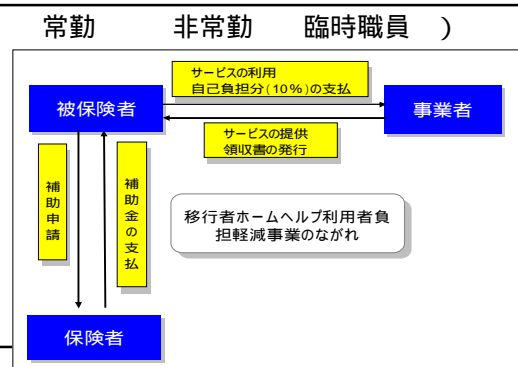 常勤　　非常勤　　臨時職員　)
サービスの利用
自己負担分(10%)の支払
被保険者
事業者
サービスの提供
領収書の発行
補助申請
補助金の支払
移行者ホームヘルプ利用者負
担軽減事業のながれ
保険者